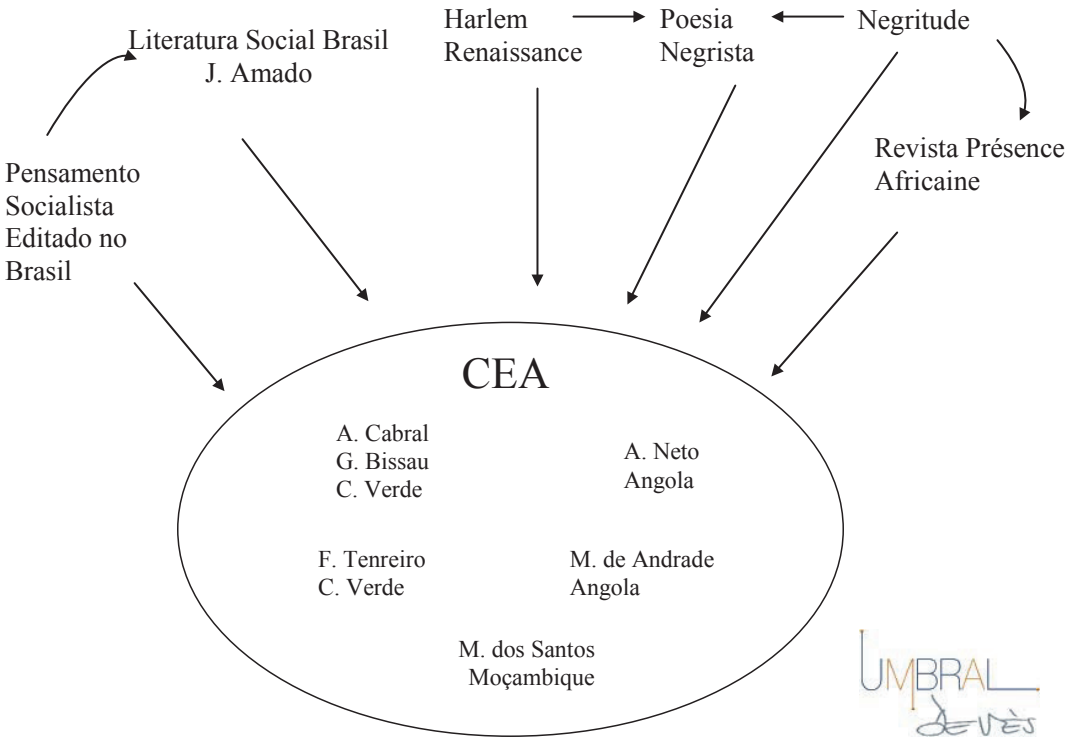 Literatura Social Brasil
J. Amado
Harlem
Renaissance
Poesia
Negrista
Negritude
Revista Présence
Africaine
Pensamento
Socialista
Editado no
Brasil
CEA
A. Cabral
G. Bissau
C. Verde
A. Neto
Angola
F. Tenreiro
C. Verde
M. de Andrade
Angola
M. dos Santos
Moçambique
UMBRAL
Devès